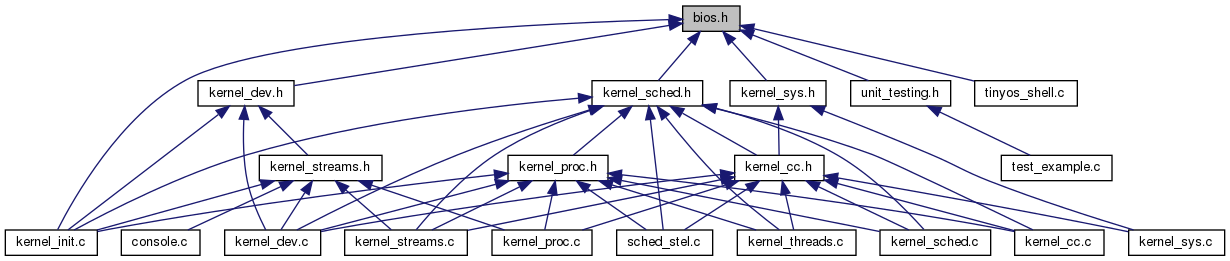 bios.h
kernel_dev.h
kernel_sched.h
kernel_sys.h
unit_testing.h
tinyos_shell.c
kernel_streams.h
kernel_proc.h
kernel_cc.h
test_example.c
kernel_init.c
console.c
kernel_dev.c
kernel_streams.c
kernel_proc.c
sched_stel.c
kernel_threads.c
kernel_sched.c
kernel_cc.c
kernel_sys.c